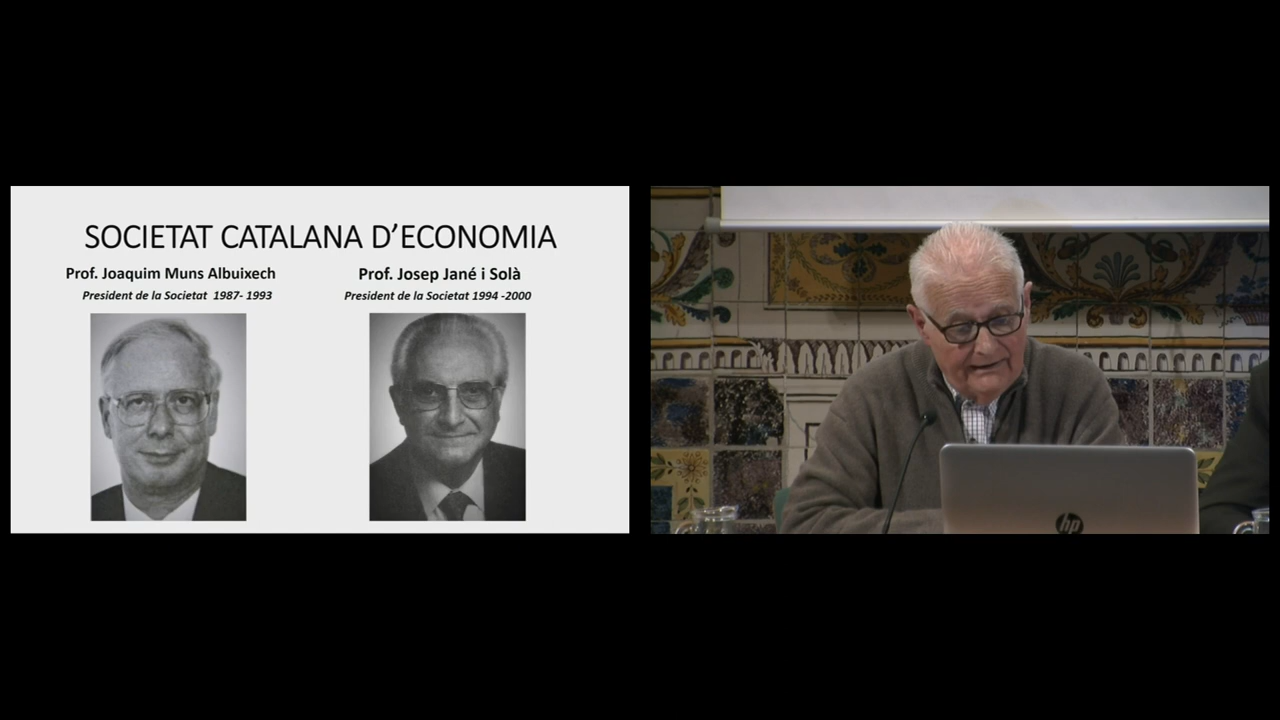 SOCIETAT CATALANA D'ECONOMIA
Prof. Joaquim Muns Albuixech
President de la Societat 1987- 1993
Prof. Josep Jané i Solà
President de la Societat 1994 -2000
hp